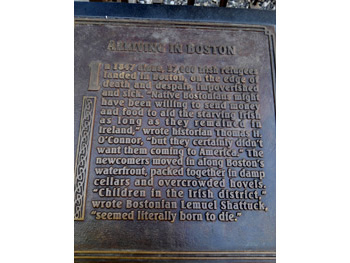 ARRIVING IN BOSTON
In 1847 alone, 37,000 Irish refugees
landed in Boston, on the edge of
death and despair, impoverished
and sick. "Native Bostonians might
have been willing to send money
and food to aid the starving Irish
as long as they remained in
Ireland," wrote historian Thomas H.
O'Connor, "but they certainly didn't
want them coming to America." The
newcomers moved in along Boston's
waterfront, packed together in damp
cellars and overcrowded hovels.
"Children in the Irish district,"
wrote Bostonian Lemuel Shattuck,
"seemed literally born to die."